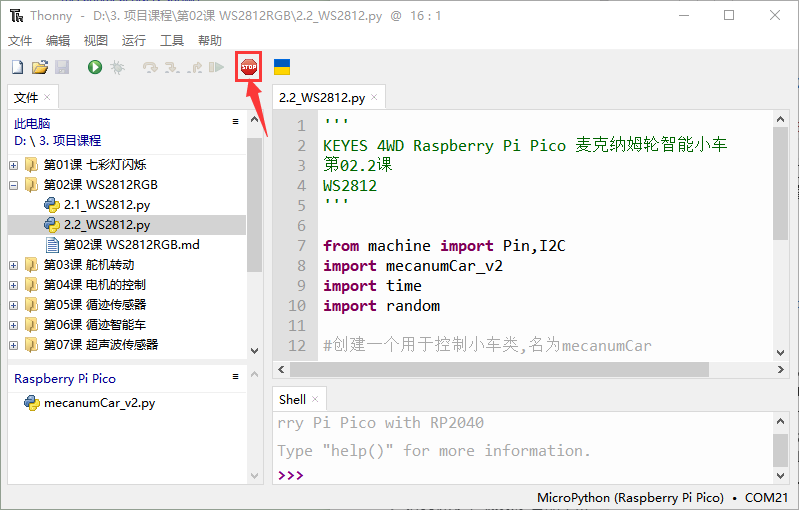 Thonny - D:\3. 项目课程\第02课 WS2812RGB\2.2_WS2812.py @ 16 : 1
文件 编辑 视图 运行 工具 帮助
STOP
文件
此电脑
D: \ 3. 项目课程
第01课 七彩灯闪烁
第02课 WS2812RGB
2.1_WS2812.py
2.2_WS2812.py
第02课 WS2812RGB.md
第03课 舵机转动
第04课 电机的控制
第05课 循迹传感器
第06课 循迹智能车
第07课 超声波传感器
Raspberry Pi Pico
mecanumCar_v2.py
2.2_WS2812.py
1 '''
2 KEYES 4WD Raspberry Pi Pico 麦克纳姆轮智能小车
3 第02.2课
4 WS2812
5 '''
6
7 from machine import Pin,I2C
8 import mecanumCar_v2
9 import time
10 import random
11
12 #创建一个用于控制小车类,名为mecanumCar
Shell
rry Pi Pico with RP2040
Type "help()" for more information.
>>>
MicroPython (Raspberry Pi Pico) • COM21